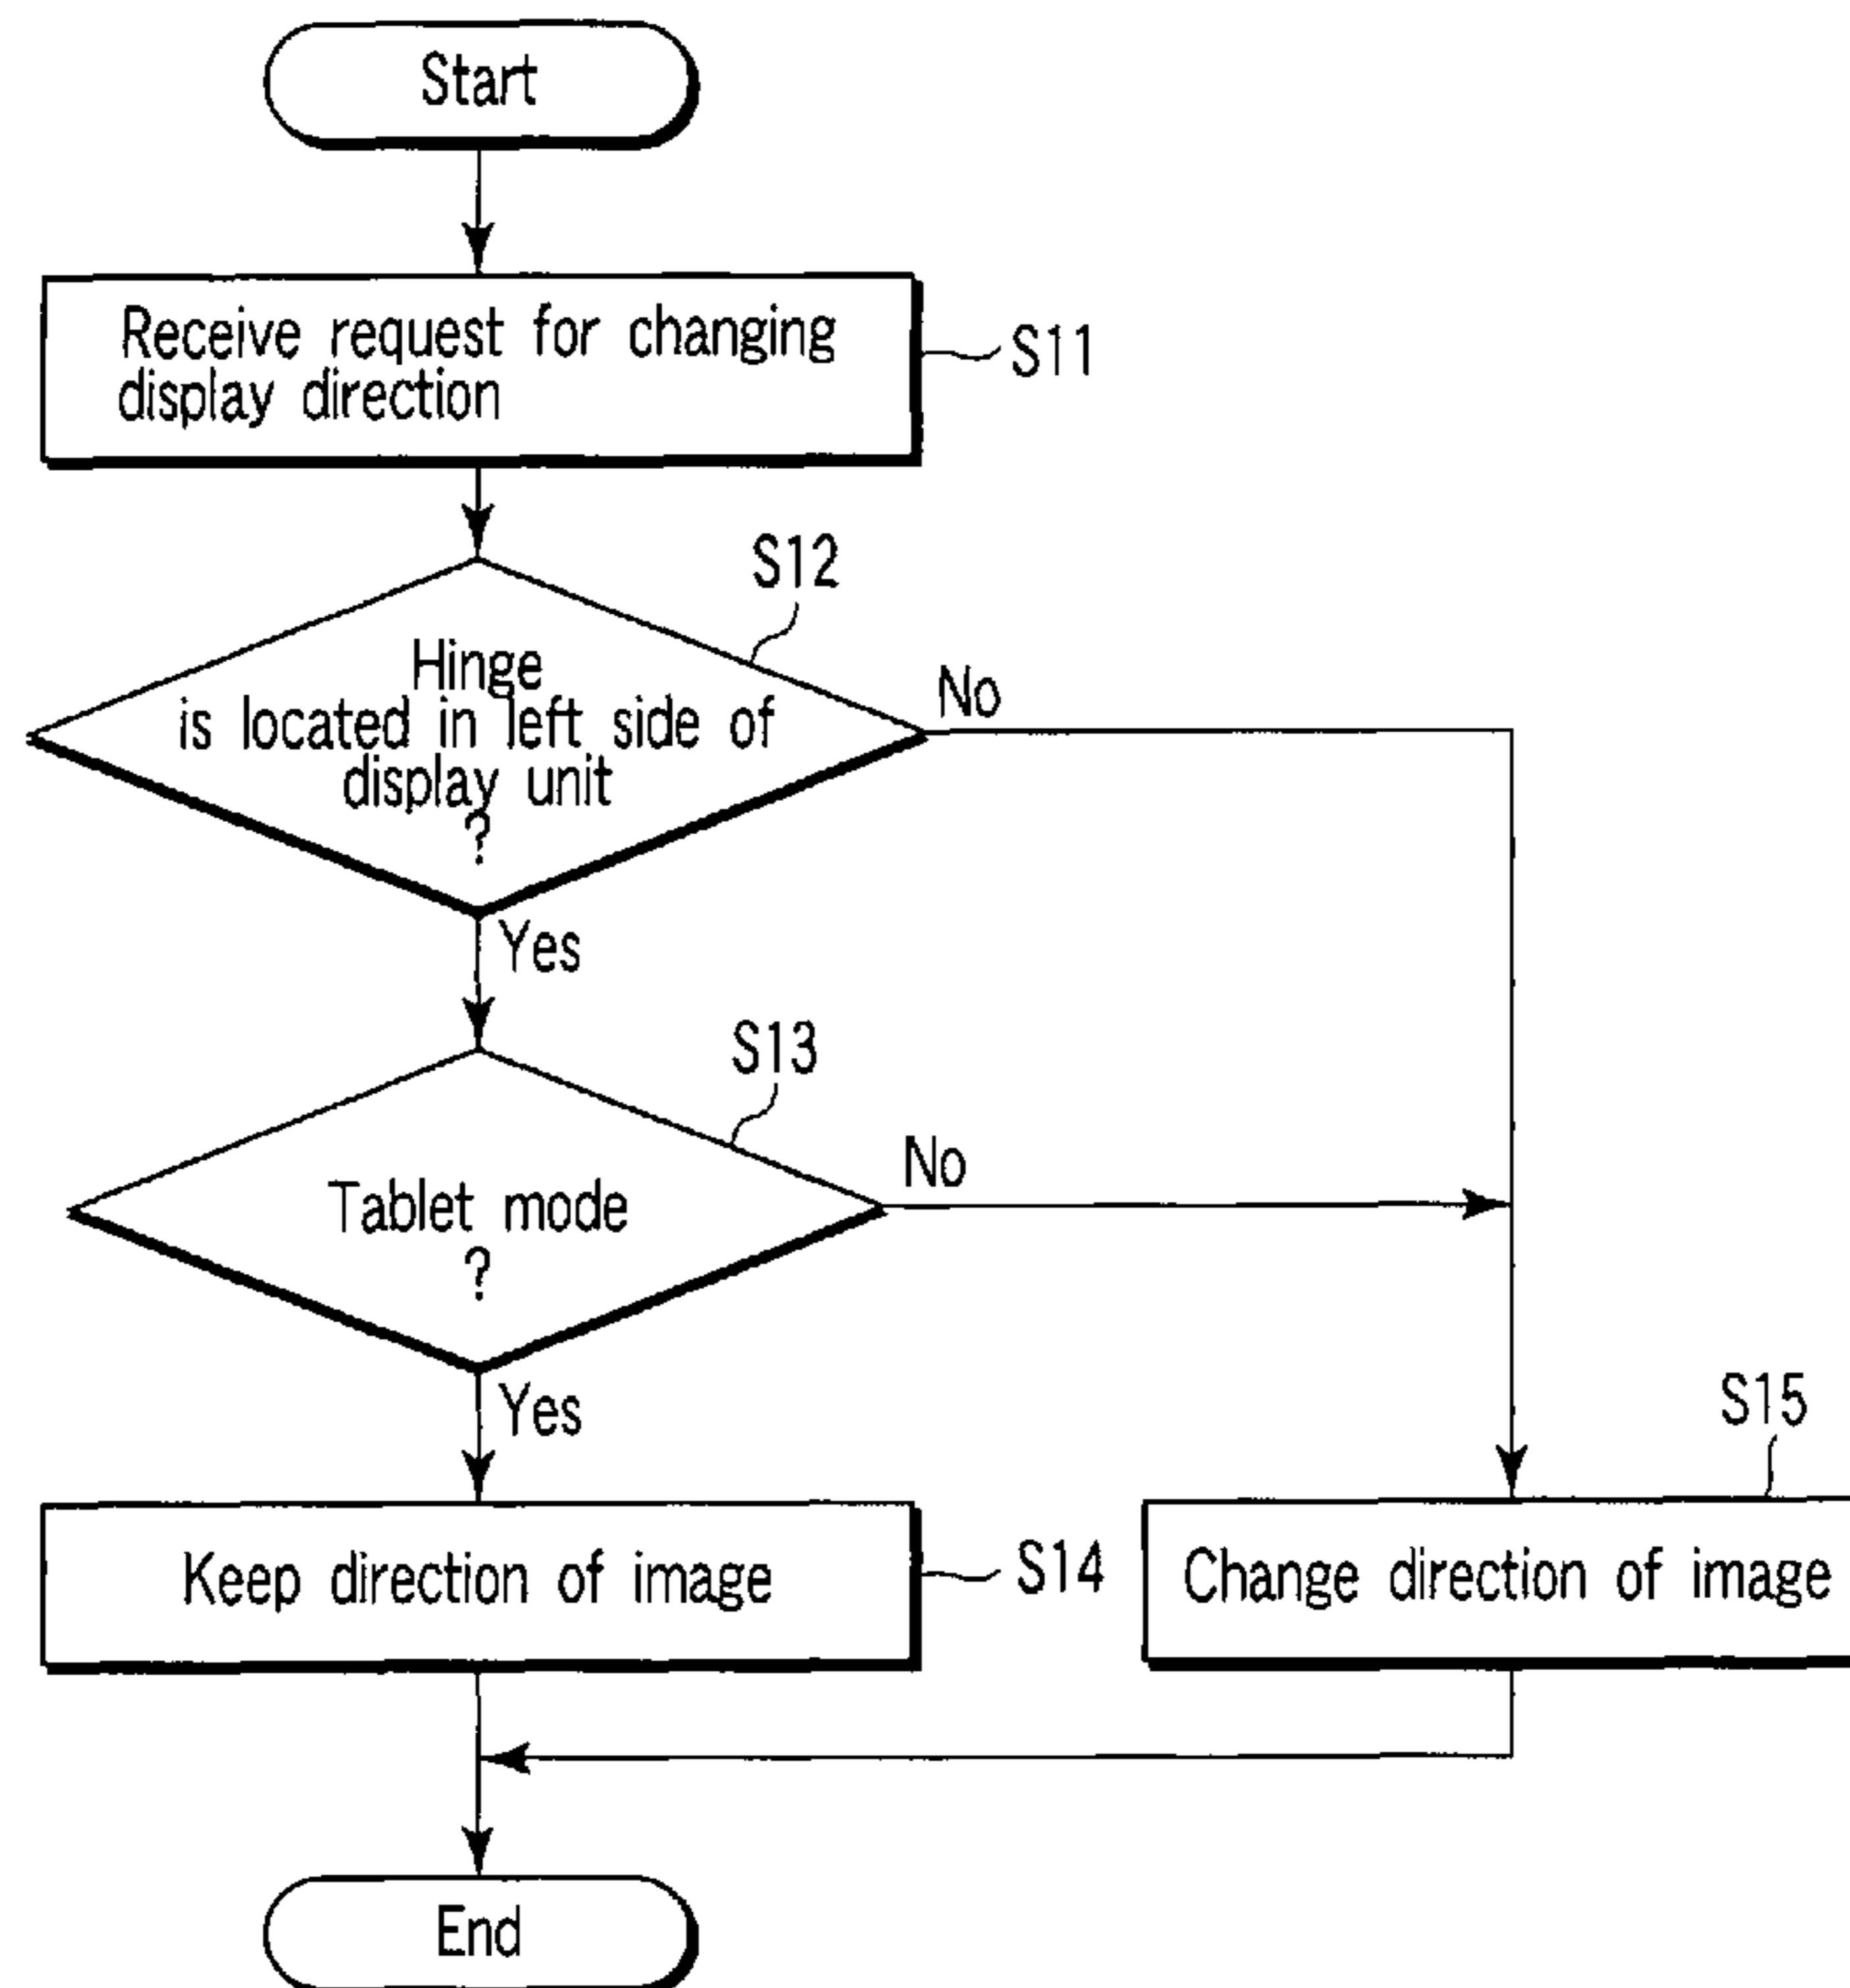 Start
Receive request for changing
display direction
S11
S12
Hinge
is located in left side of
display unit
?
No
Yes
S13
Tablet mode
?
No
Yes
Keep direction of image
S14
S15
Change direction of image
End